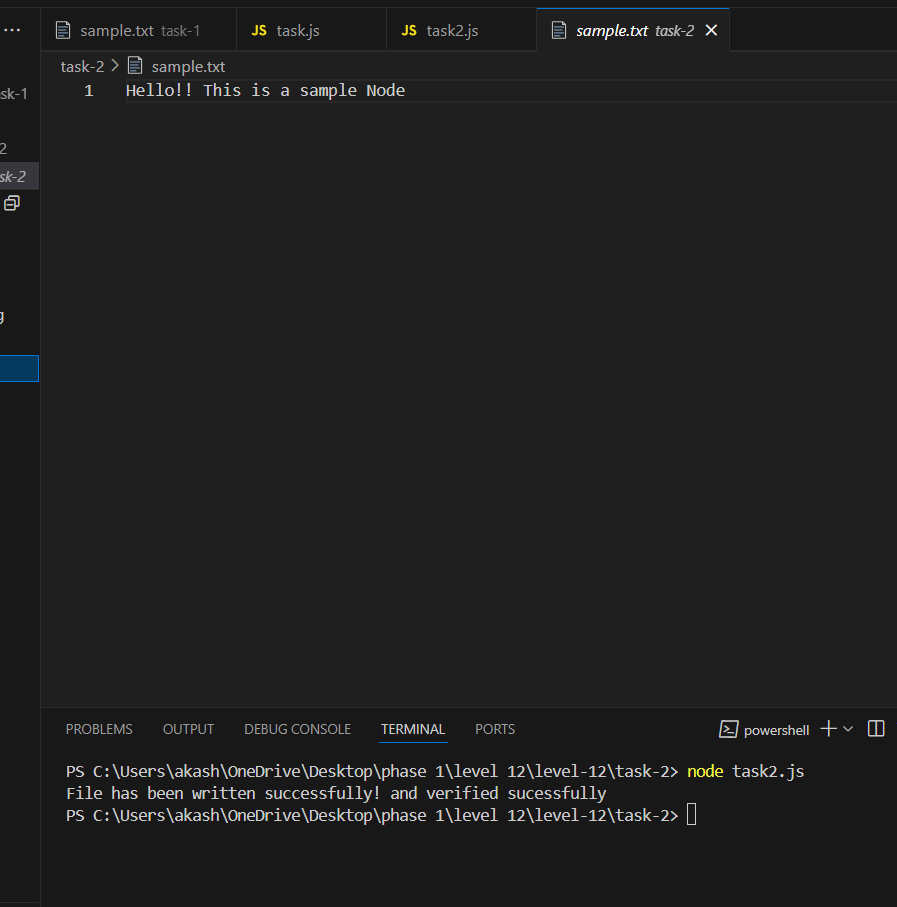 ...
sample.txt task-1
JS task.js
JS task2.js
sample.txt task-2
task-2 > sample.txt
sk-1
1 Hello!! This is a sample Node
2
sk-2
g
PROBLEMS OUTPUT DEBUG CONSOLE TERMINAL PORTS powershell
PS C:\Users\akash\OneDrive\Desktop\phase 1\level 12\level-12\task-2> node task2.js
File has been written successfully! and verified sucessfully
PS C:\Users\akash\OneDrive\Desktop\phase 1\level 12\level-12\task-2>